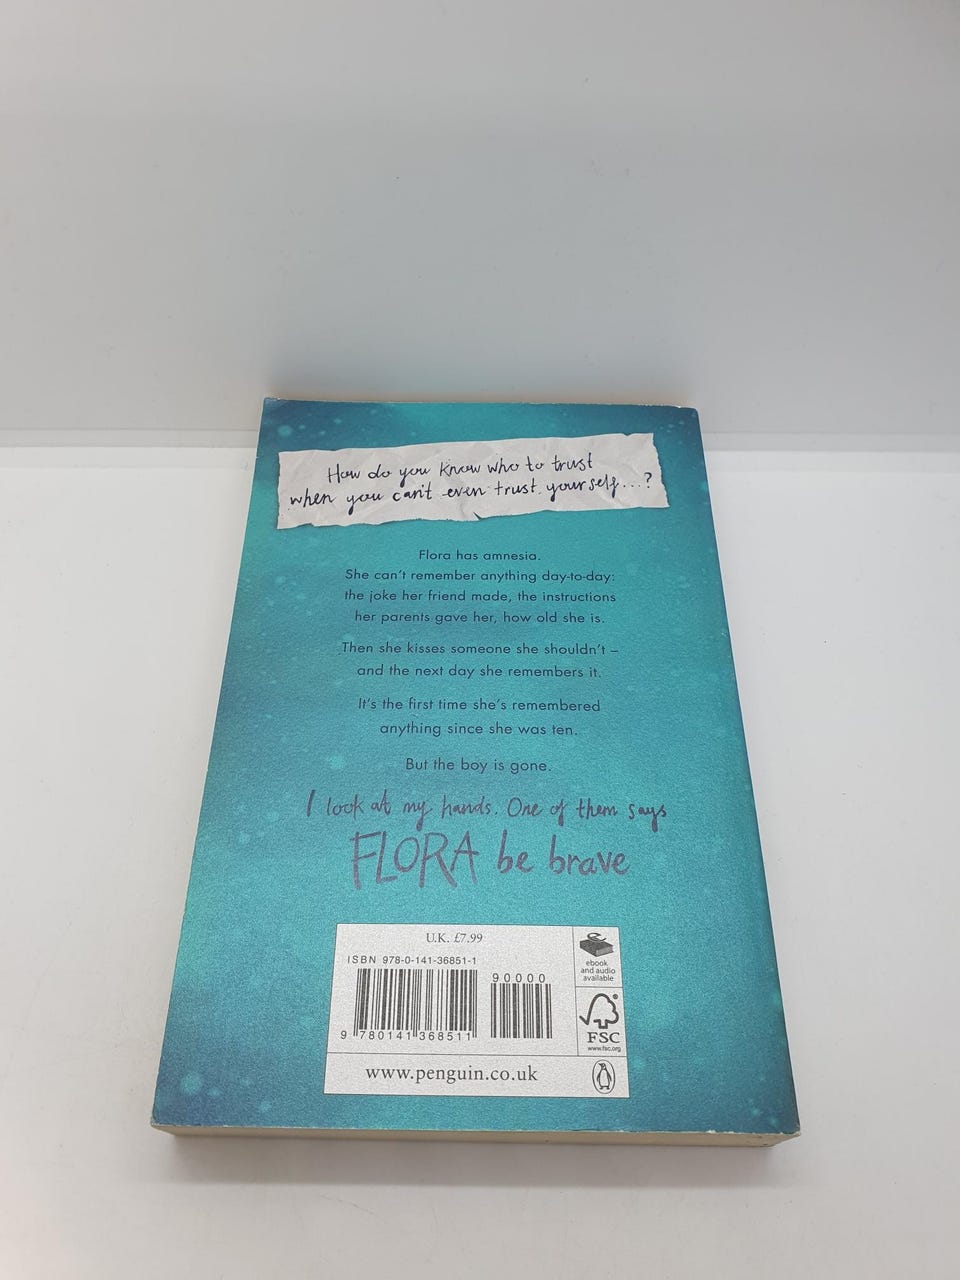 How do you know who to trust
when you can't even trust yourself...?
Flora has amnesia.
She can't remember anything day-to-day:
the joke her friend made, the instructions
her parents gave her, how old she is.
Then she kisses someone she shouldn't –
and the next day she remembers it.
It's the first time she's remembered
anything since she was ten.
But the boy is gone.
I look at my hands. One of them says
FLORA be brave
U.K. £7.99
ISBN 978-0-141-36851-1
90000
9 780141 368511
ebook
and audio
available
FSC
www.fsc.org
www.penguin.co.uk